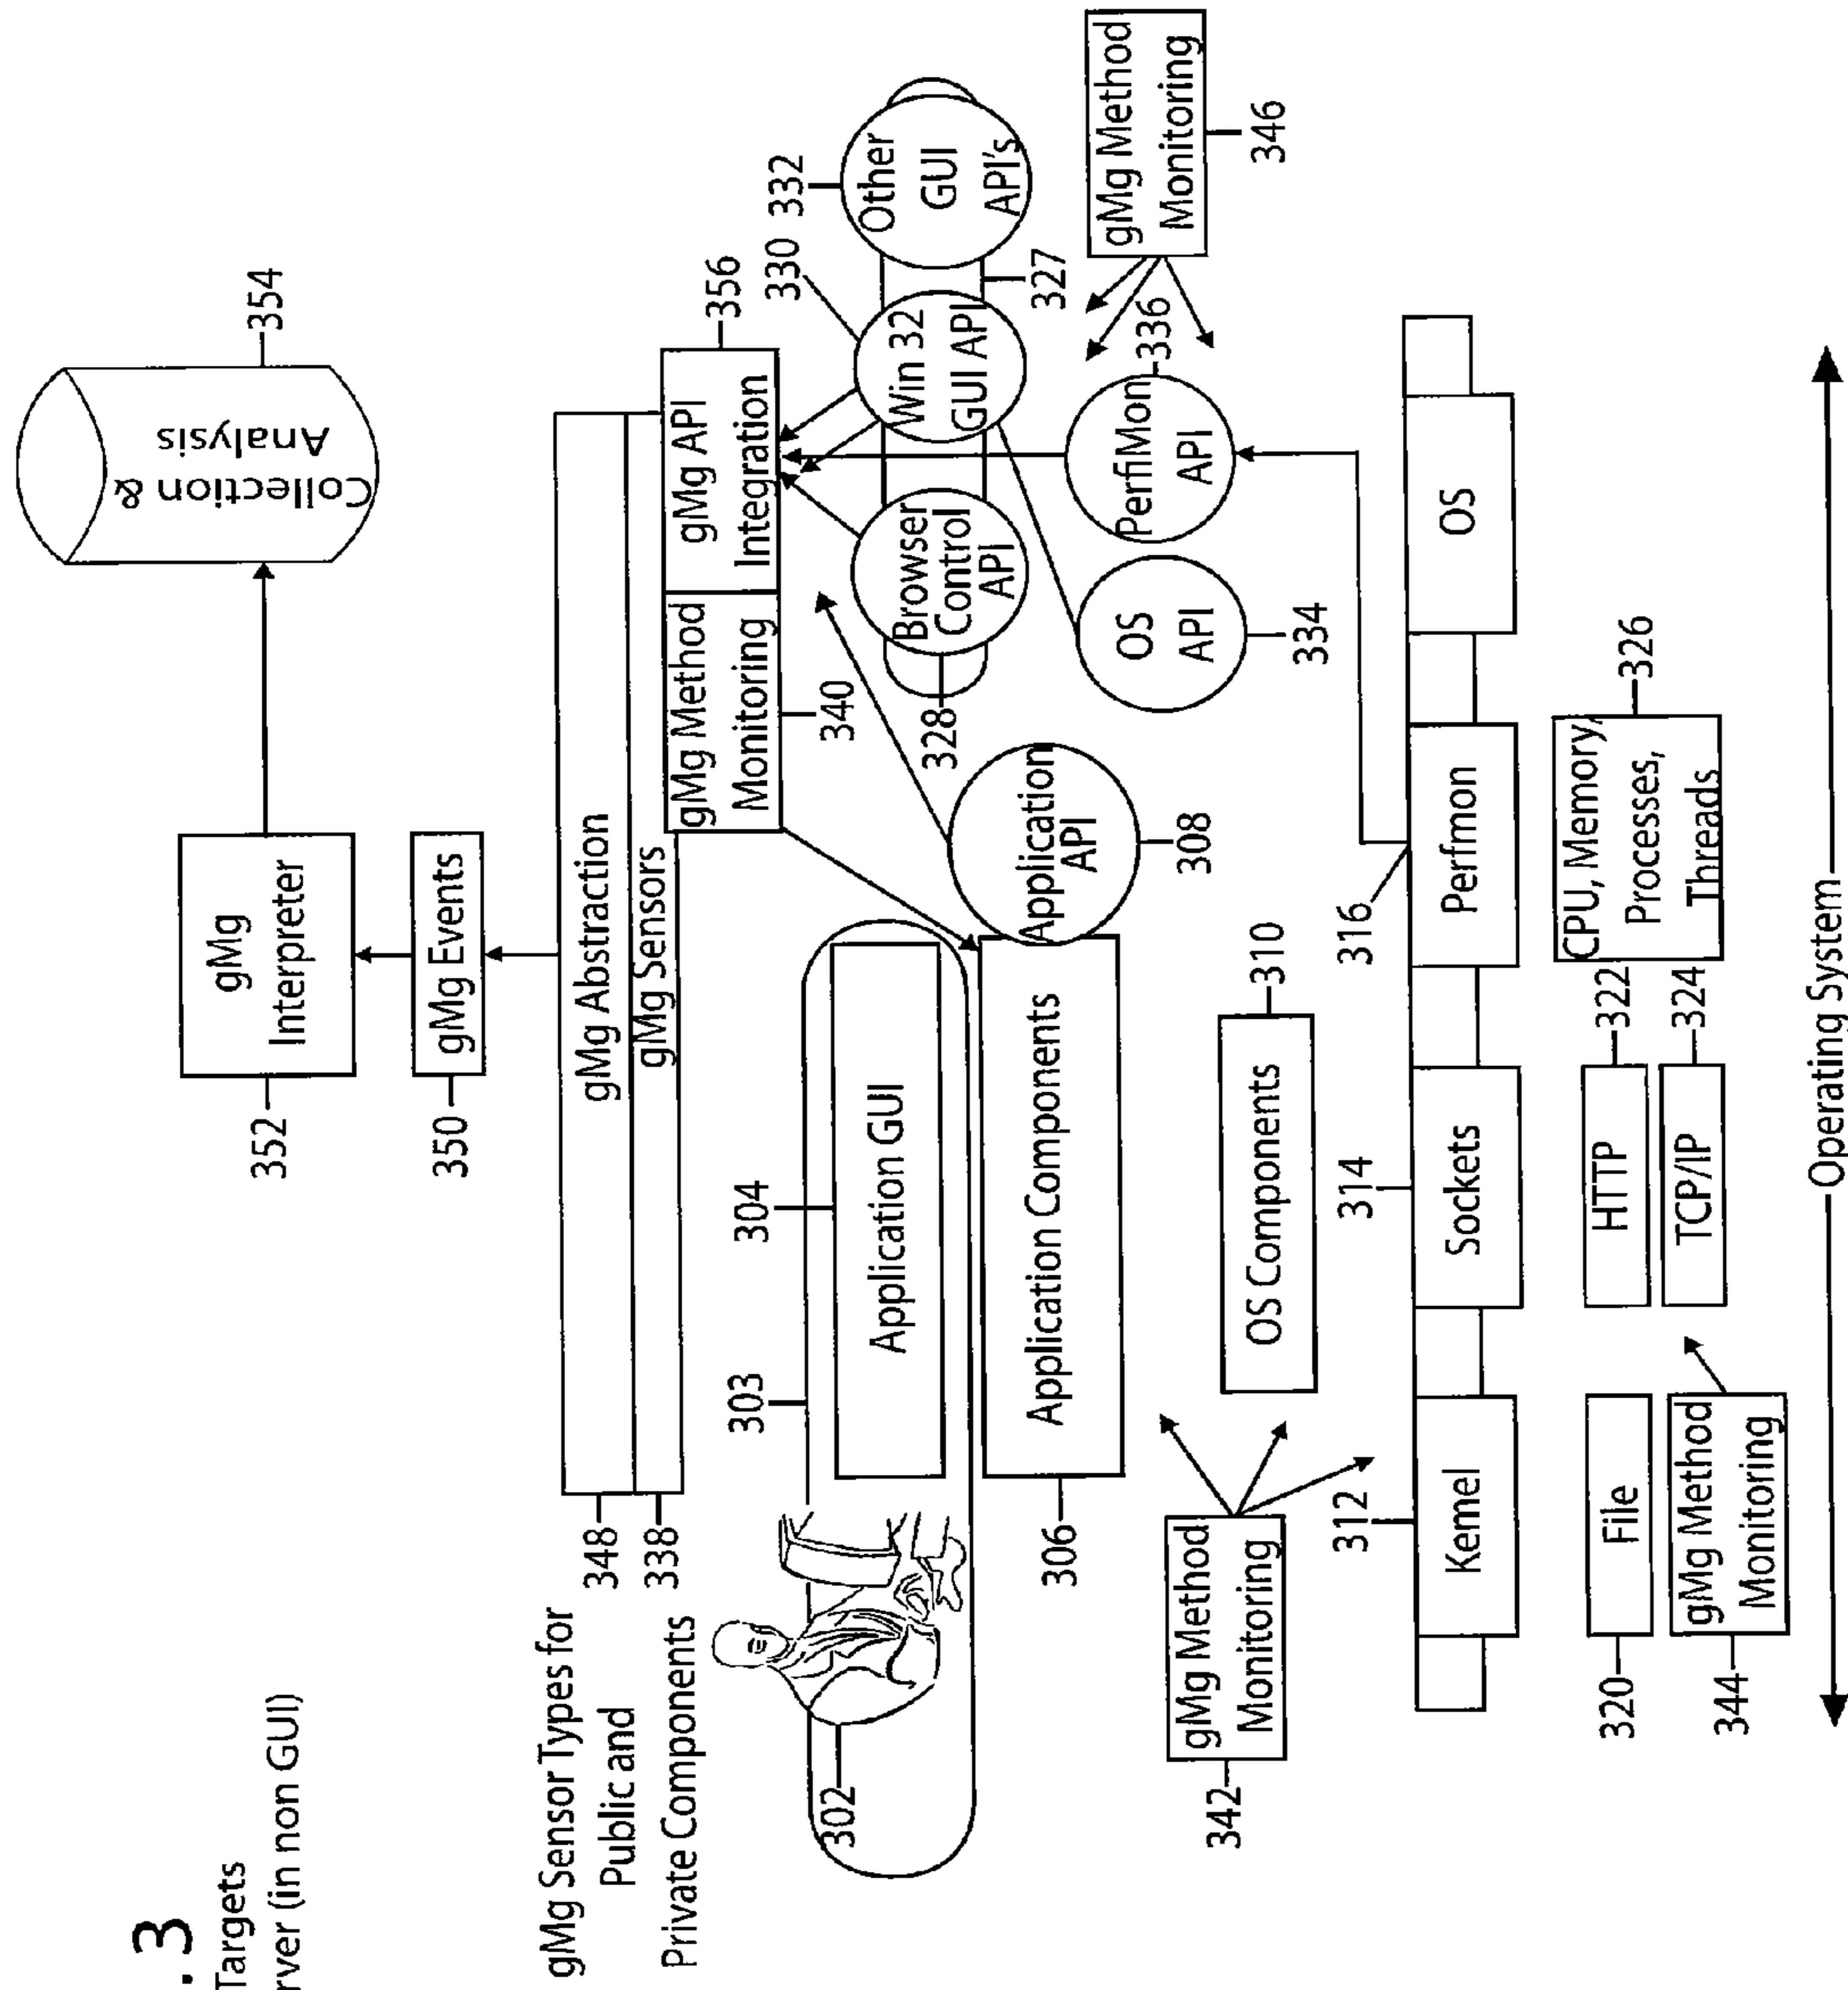 . 3
Targets
rver (in non GUI)
352
gMg
Interpreter
Collection &
Analysis
354
350
gMg Events
gMg Sensor Types for
Public and
Private Components
348
338
gMg Abstraction
gMg Sensors
gMg Method
Monitoring
340
gMg API
Integration
356
303
304
302
Application GUI
306
Application Components
Application
API
308
328
Browser
Control
API
Win 32
GUI API
330
327
Other
GUI
API's
332
342
gMg Method
Monitoring
OS Components
310
OS
API
334
PerfiMon
API
336
gMg Method
Monitoring
346
312
314
316
Kernel
Sockets
Perfmon
OS
320
File
HTTP
322
CPU, Memory,
Processes,
Threads
326
344
gMg Method
Monitoring
TCP/IP
324
Operating System